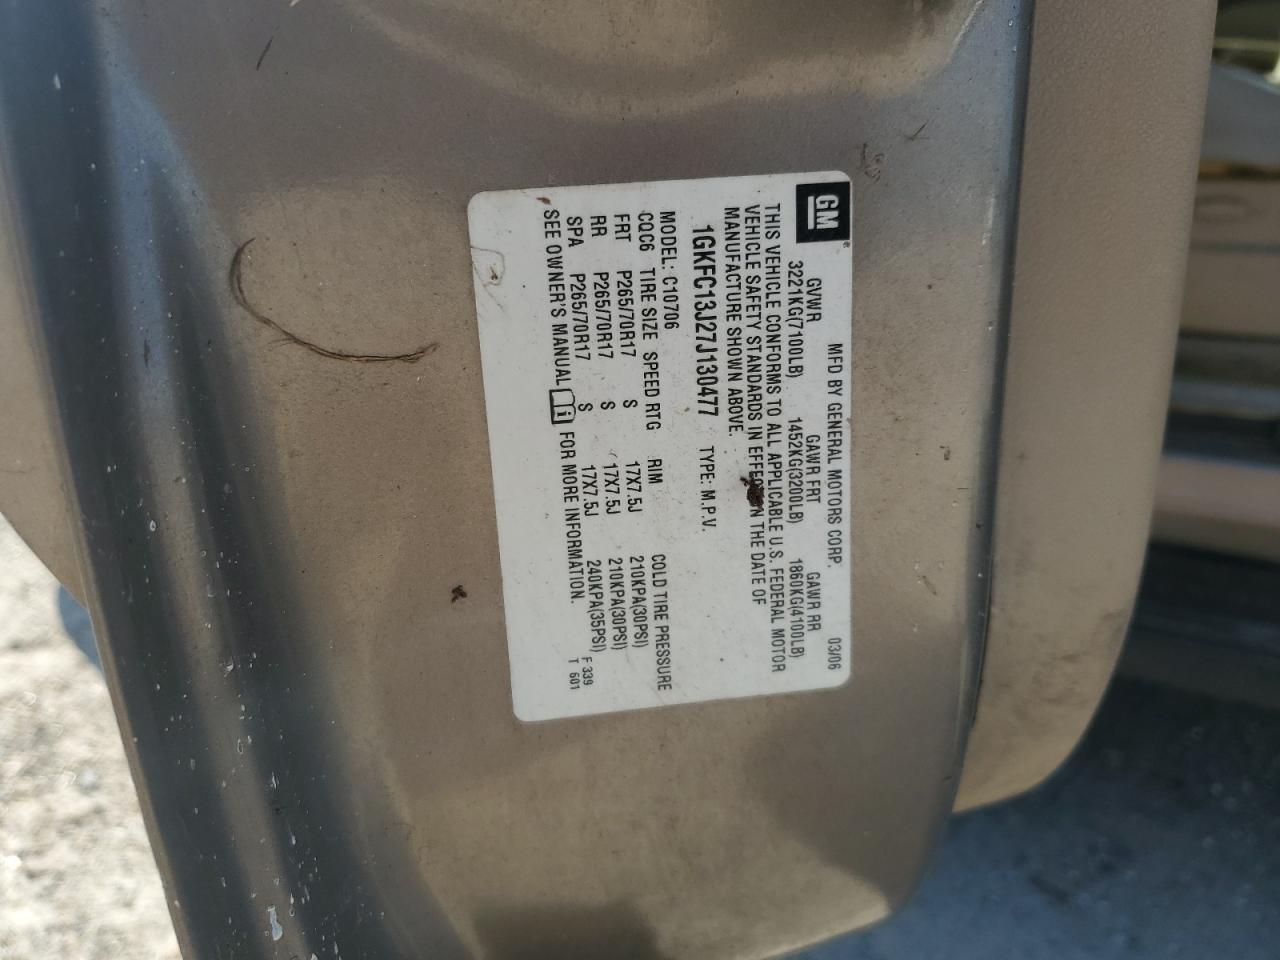 GM
MFD BY GENERAL MOTORS CORP. 03/06
GVWR GAWR FRT GAWR RR
3221KG(7100LB) 1452KG(3200LB) 1860KG(4100LB)
THIS VEHICLE CONFORMS TO ALL APPLICABLE U.S. FEDERAL MOTOR
VEHICLE SAFETY STANDARDS IN EFFECT ON THE DATE OF
MANUFACTURE SHOWN ABOVE.
1GKFC13J27J130477 TYPE: M.P.V.
MODEL: C10706
CQC6 TIRE SIZE SPEED RTG RIM COLD TIRE PRESSURE
FRT P265/70R17 S 17X7.5J 210KPA(30PSI)
RR P265/70R17 S 17X7.5J 210KPA(30PSI)
SPA P265/70R17 S 17X7.5J 240KPA(35PSI)
SEE OWNER'S MANUAL i FOR MORE INFORMATION.
F 339
T 601